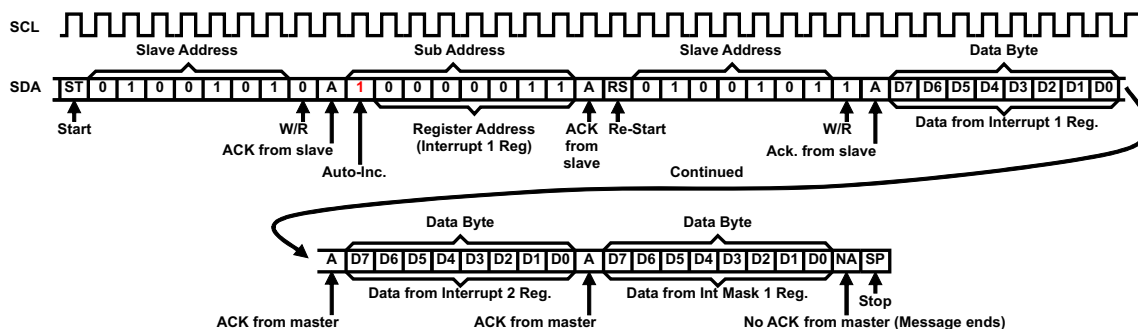 SCL
Slave Address Sub Address Slave Address Data Byte
SDA ST 0 1 0 0 1 0 1 0 A 1 0 0 0 0 0 1 1 A RS 0 1 0 0 1 0 1 1 A D7 D6 D5 D4 D3 D2 D1 D0
Start W/R Register Address ACK Re-Start W/R Data from Interrupt 1 Reg.
(Interrupt 1 Reg) from
ACK from slave slave Ack. from slave
Auto-Inc. Continued
Data Byte Data Byte
A D7 D6 D5 D4 D3 D2 D1 D0 A D7 D6 D5 D4 D3 D2 D1 D0 NA SP
Data from Interrupt 2 Reg. Data from Int Mask 1 Reg. Stop
ACK from master ACK from master No ACK from master (Message ends)